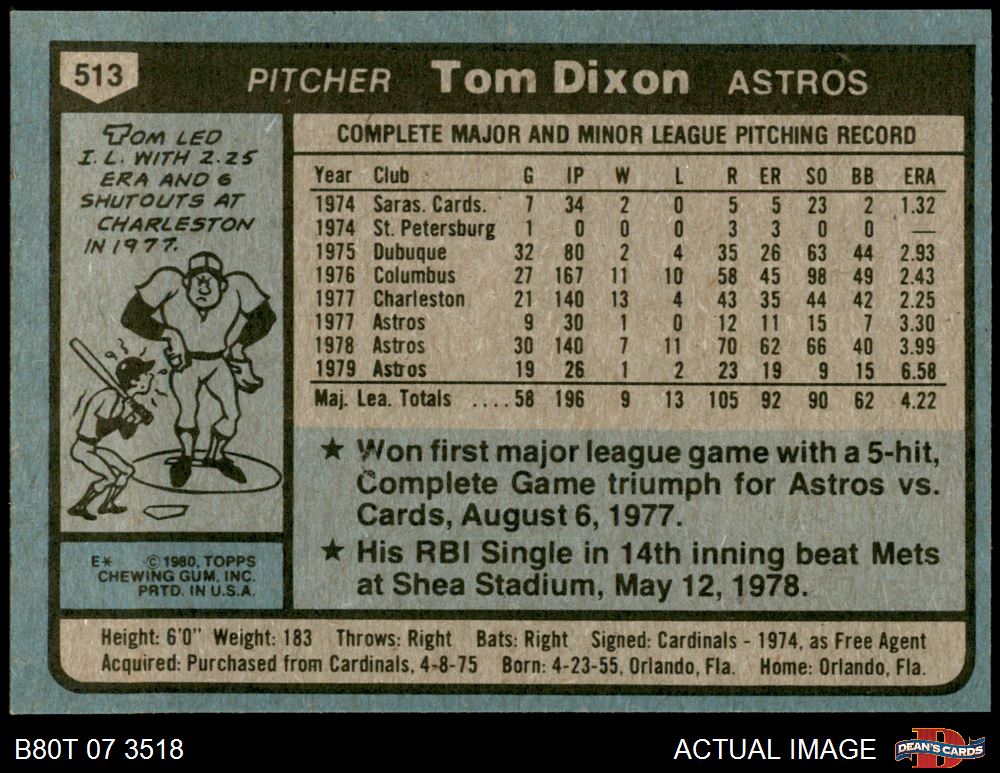 513 PITCHER Tom Dixon ASTROS
TOM LED
I. L. WITH 2.25
ERA AND 6
SHUTOUTS AT
CHARLESTON
IN 1977.
COMPLETE MAJOR AND MINOR LEAGUE PITCHING RECORD
Year Club G IP W L R ER SO BB ERA
1974 Saras. Cards. 7 34 2 0 5 5 23 2 1.32
1974 St. Petersburg 1 0 0 0 3 3 0 0 —
1975 Dubuque 32 80 2 4 35 26 63 44 2.93
1976 Columbus 27 167 11 10 58 45 98 49 2.43
1977 Charleston 21 140 13 4 43 35 44 42 2.25
1977 Astros 9 30 1 0 12 11 15 7 3.30
1978 Astros 30 140 7 11 70 62 66 40 3.99
1979 Astros 19 26 1 2 23 19 9 15 6.58
Maj. Lea. Totals .... 58 196 9 13 105 92 90 62 4.22
★ Won first major league game with a 5-hit,
Complete Game triumph for Astros vs.
Cards, August 6, 1977.
★ His RBI Single in 14th inning beat Mets
at Shea Stadium, May 12, 1978.
E* © 1980, TOPPS
CHEWING GUM, INC.
PRTD. IN U.S.A.
Height: 6'0" Weight: 183 Throws: Right Bats: Right Signed: Cardinals - 1974, as Free Agent
Acquired: Purchased from Cardinals, 4-8-75 Born: 4-23-55, Orlando, Fla. Home: Orlando, Fla.
B80T 07 3518 ACTUAL IMAGE DEAN'S CARDS